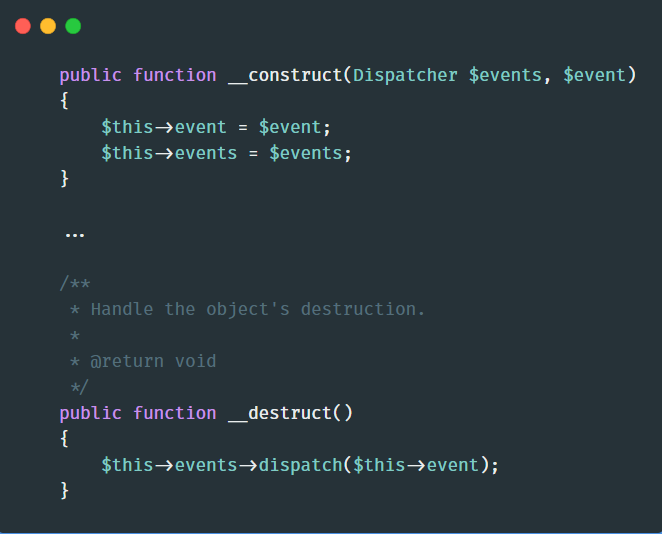 public function __construct(Dispatcher $events, $event)
{
$this->event = $event;
$this->events = $events;
}
...
/**
* Handle the object's destruction.
*
* @return void
*/
public function __destruct()
{
$this->events->dispatch($this->event);
}